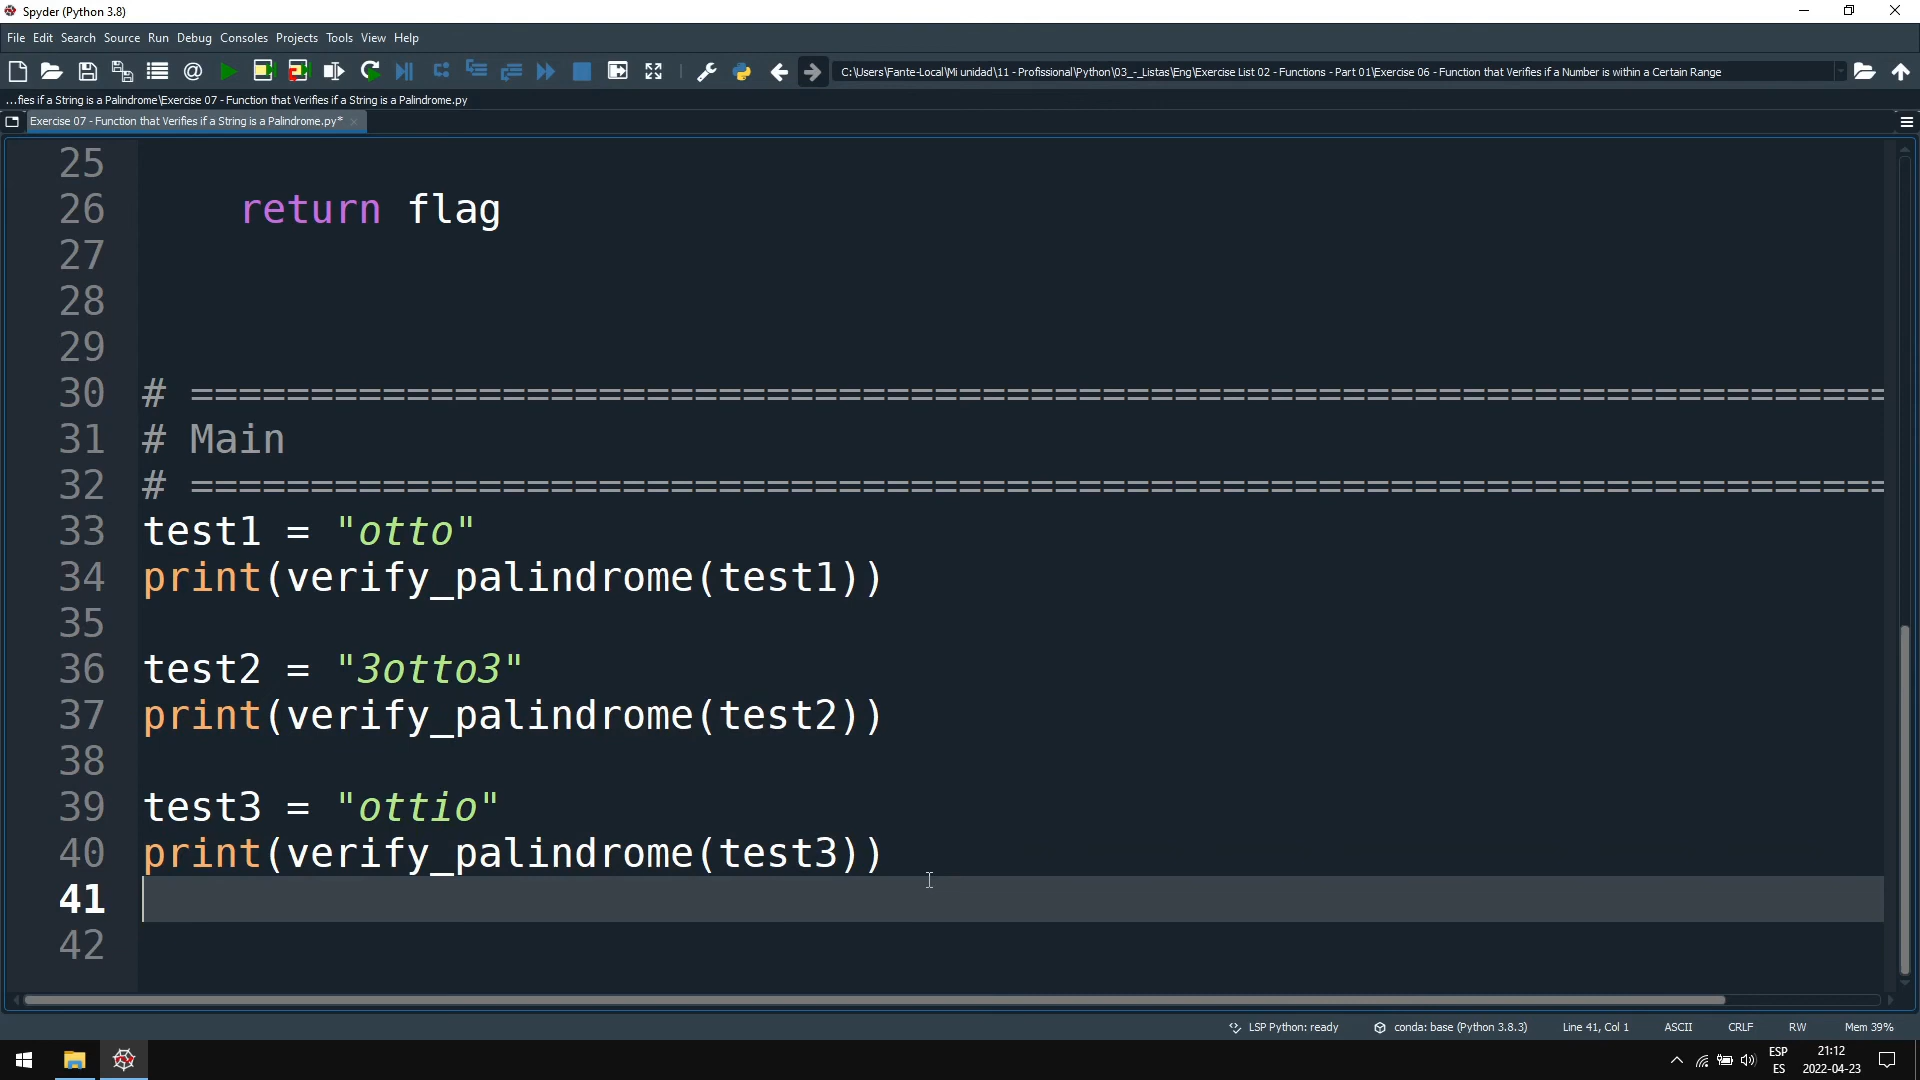 Spyder (Python 3.8)
File Edit Search Source Run Debug Consoles Projects Tools View Help
C:\Users\Fante-Local\Mi unidad\11 - Profissional\Python\03_-_Listas\Eng\Exercise List 02 - Functions - Part 01\Exercise 06 - Function that Verifies if a Number is within a Certain Range
...fies if a String is a Palindrome\Exercise 07 - Function that Verifies if a String is a Palindrome.py
Exercise 07 - Function that Verifies if a String is a Palindrome.py*
25
26 return flag
27
28
29
30 # =========================================================================
31 # Main
32 # =========================================================================
33 test1 = "otto"
34 print(verify_palindrome(test1))
35
36 test2 = "3otto3"
37 print(verify_palindrome(test2))
38
39 test3 = "ottio"
40 print(verify_palindrome(test3))
41
42
LSP Python: ready conda: base (Python 3.8.3) Line 41, Col 1 ASCII CRLF RW Mem 39%
ESP 21:12
ES 2022-04-23